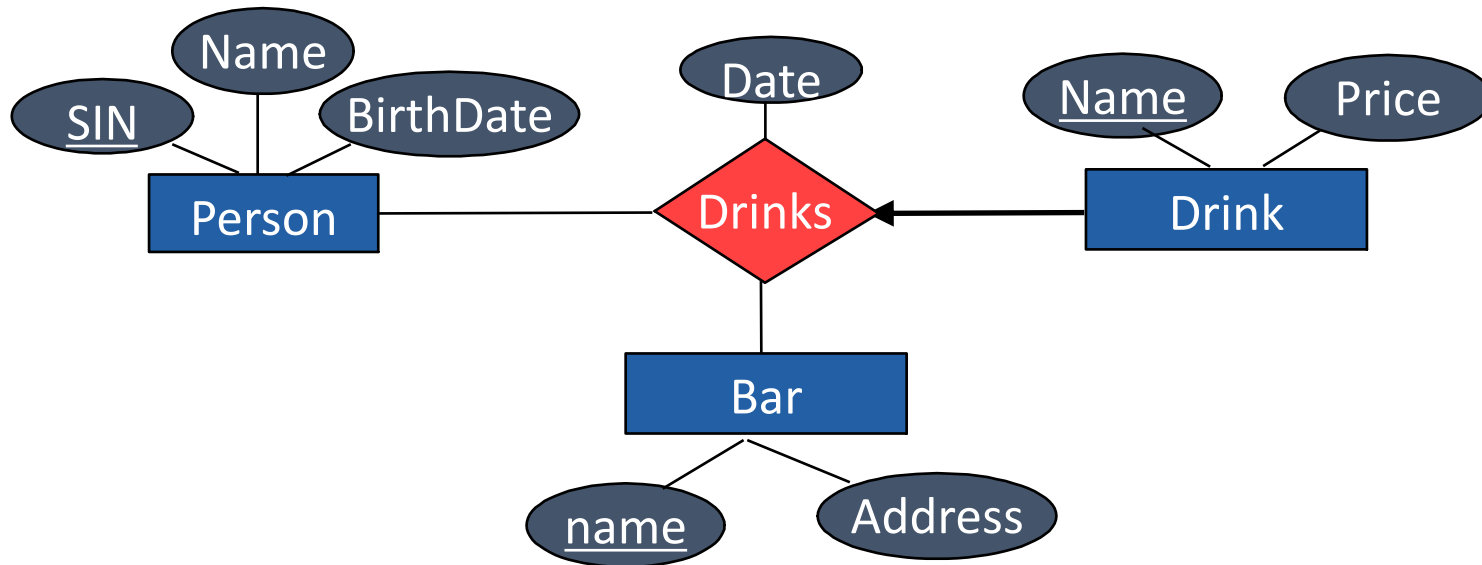 Name
SIN
BirthDate
Person
Date
Drinks
Name
Price
Drink
Bar
name
Address